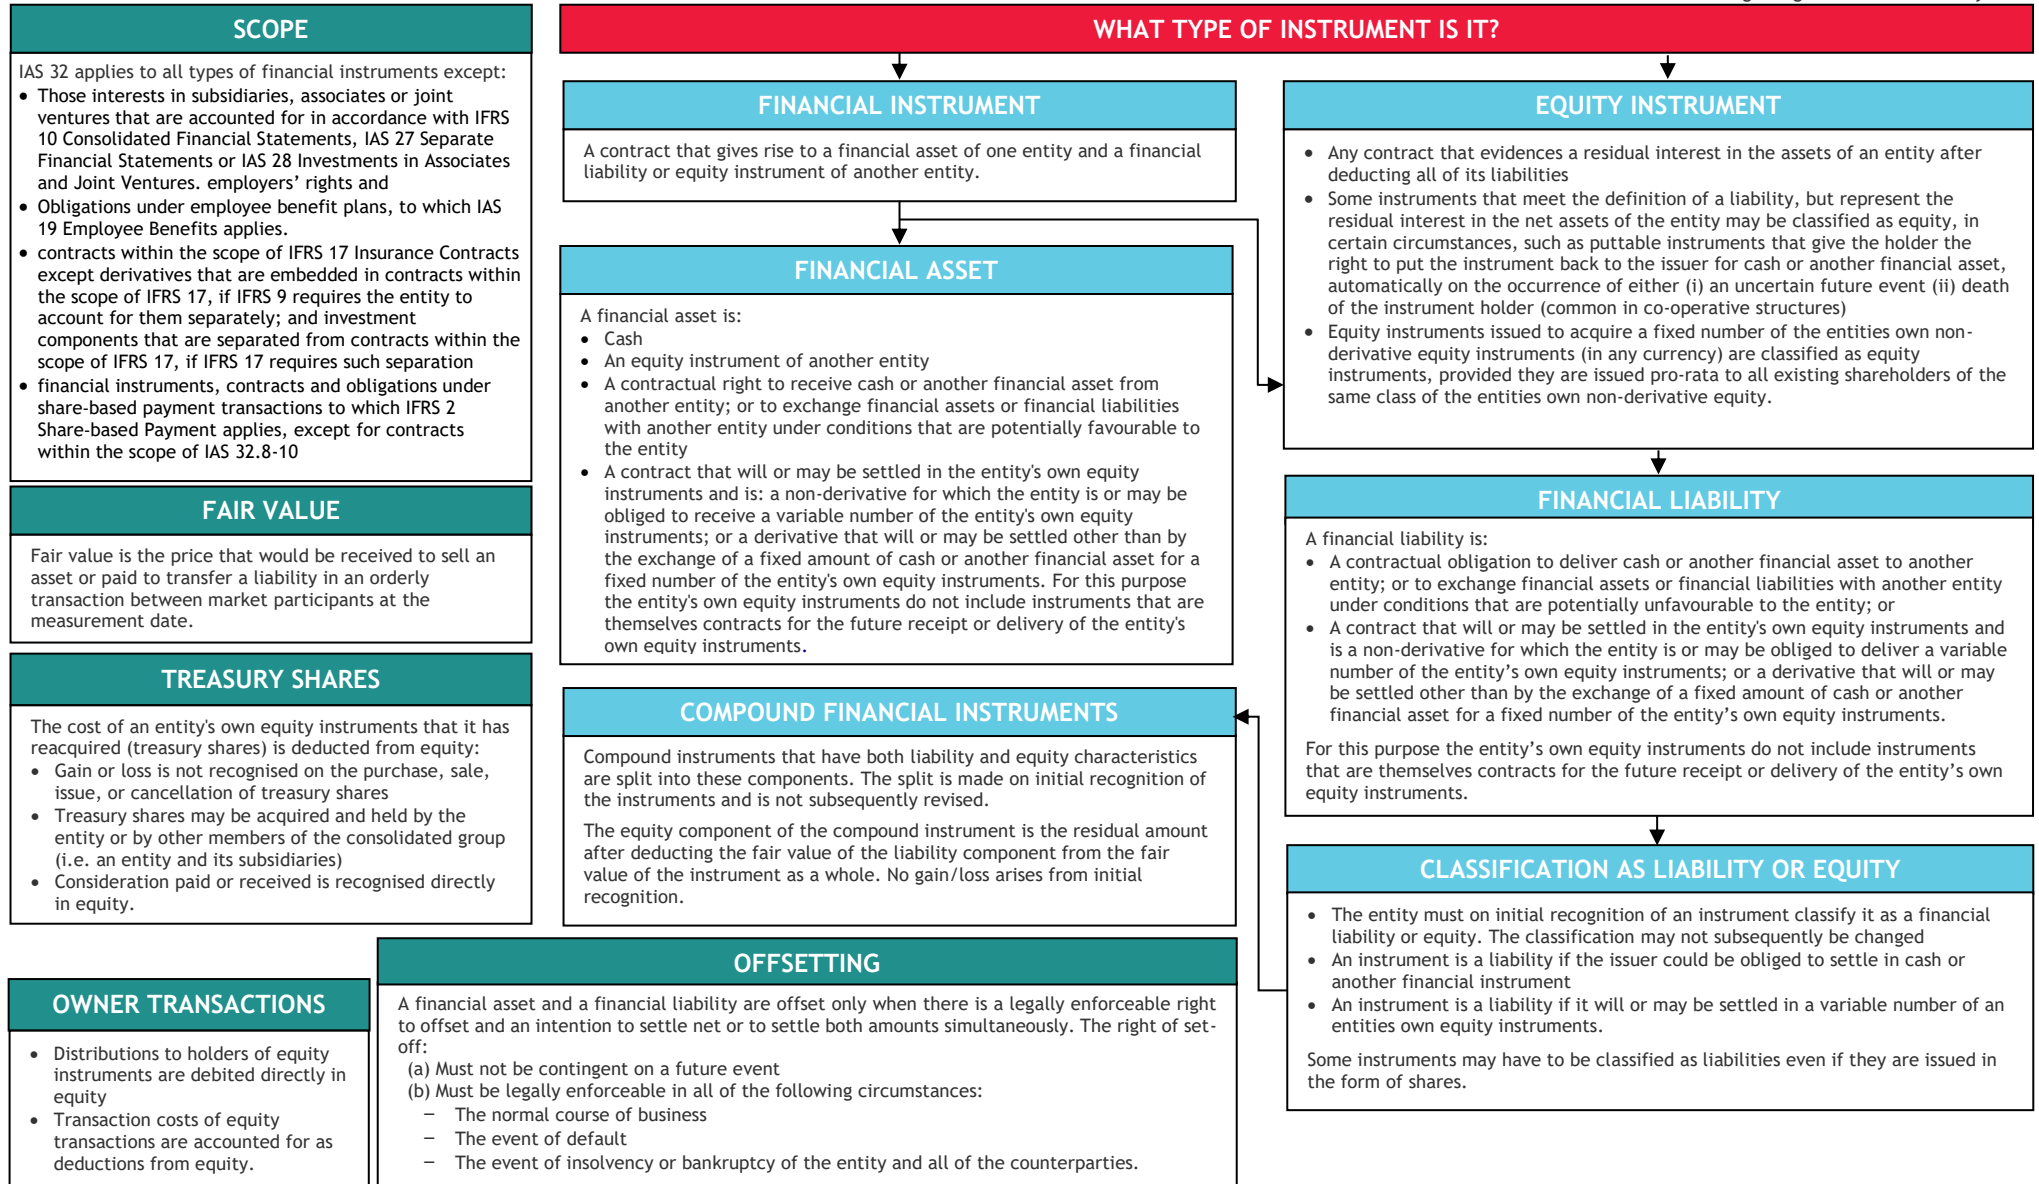 SCOPE
IAS 32 applies to all types of financial instruments except:
• Those interests in subsidiaries, associates or joint
ventures that are accounted for in accordance with IFRS
10 Consolidated Financial Statements, IAS 27 Separate
Financial Statements or IAS 28 Investments in Associates
and Joint Ventures. employers’ rights and
• Obligations under employee benefit plans, to which IAS
19 Employee Benefits applies.
• contracts within the scope of IFRS 17 Insurance Contracts
except derivatives that are embedded in contracts within
the scope of IFRS 17, if IFRS 9 requires the entity to
account for them separately; and investment
components that are separated from contracts within the
scope of IFRS 17, if IFRS 17 requires such separation
• financial instruments, contracts and obligations under
share-based payment transactions to which IFRS 2
Share-based Payment applies, except for contracts
within the scope of IAS 32.8-10
FAIR VALUE
Fair value is the price that would be received to sell an
asset or paid to transfer a liability in an orderly
transaction between market participants at the
measurement date.
TREASURY SHARES
The cost of an entity's own equity instruments that it has
reacquired (treasury shares) is deducted from equity:
• Gain or loss is not recognised on the purchase, sale,
issue, or cancellation of treasury shares
• Treasury shares may be acquired and held by the
entity or by other members of the consolidated group
(i.e. an entity and its subsidiaries)
• Consideration paid or received is recognised directly
in equity.
OWNER TRANSACTIONS
• Distributions to holders of equity
instruments are debited directly in
equity
• Transaction costs of equity
transactions are accounted for as
deductions from equity.
WHAT TYPE OF INSTRUMENT IS IT?
FINANCIAL INSTRUMENT
A contract that gives rise to a financial asset of one entity and a financial
liability or equity instrument of another entity.
FINANCIAL ASSET
A financial asset is:
• Cash
• An equity instrument of another entity
• A contractual right to receive cash or another financial asset from
another entity; or to exchange financial assets or financial liabilities
with another entity under conditions that are potentially favourable to
the entity
• A contract that will or may be settled in the entity's own equity
instruments and is: a non-derivative for which the entity is or may be
obliged to receive a variable number of the entity's own equity
instruments; or a derivative that will or may be settled other than by
the exchange of a fixed amount of cash or another financial asset for a
fixed number of the entity's own equity instruments. For this purpose
the entity's own equity instruments do not include instruments that are
themselves contracts for the future receipt or delivery of the entity's
own equity instruments.
COMPOUND FINANCIAL INSTRUMENTS
Compound instruments that have both liability and equity characteristics
are split into these components. The split is made on initial recognition of
the instruments and is not subsequently revised.
The equity component of the compound instrument is the residual amount
after deducting the fair value of the liability component from the fair
value of the instrument as a whole. No gain/loss arises from initial
recognition.
OFFSETTING
A financial asset and a financial liability are offset only when there is a legally enforceable right
to offset and an intention to settle net or to settle both amounts simultaneously. The right of set-
off:
(a) Must not be contingent on a future event
(b) Must be legally enforceable in all of the following circumstances:
− The normal course of business
− The event of default
− The event of insolvency or bankruptcy of the entity and all of the counterparties.
EQUITY INSTRUMENT
• Any contract that evidences a residual interest in the assets of an entity after
deducting all of its liabilities
• Some instruments that meet the definition of a liability, but represent the
residual interest in the net assets of the entity may be classified as equity, in
certain circumstances, such as puttable instruments that give the holder the
right to put the instrument back to the issuer for cash or another financial asset,
automatically on the occurrence of either (i) an uncertain future event (ii) death
of the instrument holder (common in co-operative structures)
• Equity instruments issued to acquire a fixed number of the entities own non-
derivative equity instruments (in any currency) are classified as equity
instruments, provided they are issued pro-rata to all existing shareholders of the
same class of the entities own non-derivative equity.
FINANCIAL LIABILITY
A financial liability is:
• A contractual obligation to deliver cash or another financial asset to another
entity; or to exchange financial assets or financial liabilities with another entity
under conditions that are potentially unfavourable to the entity; or
• A contract that will or may be settled in the entity's own equity instruments and
is a non-derivative for which the entity is or may be obliged to deliver a variable
number of the entity’s own equity instruments; or a derivative that will or may
be settled other than by the exchange of a fixed amount of cash or another
financial asset for a fixed number of the entity’s own equity instruments.
For this purpose the entity’s own equity instruments do not include instruments
that are themselves contracts for the future receipt or delivery of the entity’s own
equity instruments.
CLASSIFICATION AS LIABILITY OR EQUITY
• The entity must on initial recognition of an instrument classify it as a financial
liability or equity. The classification may not subsequently be changed
• An instrument is a liability if the issuer could be obliged to settle in cash or
another financial instrument
• An instrument is a liability if it will or may be settled in a variable number of an
entities own equity instruments.
Some instruments may have to be classified as liabilities even if they are issued in
the form of shares.